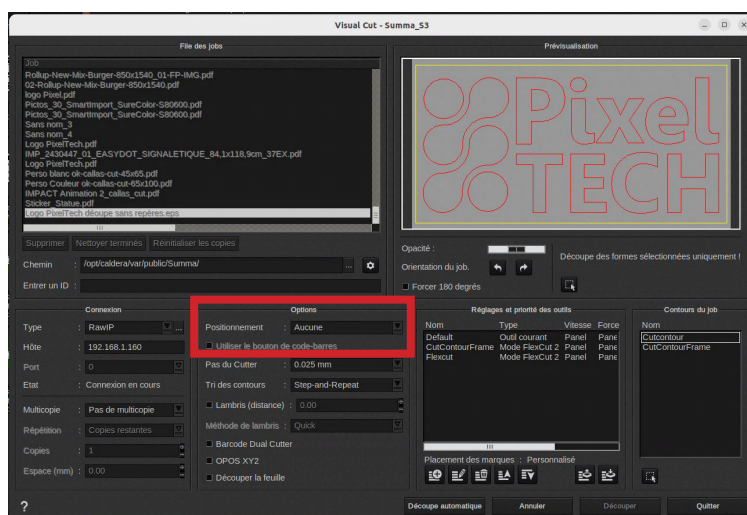 Visual Cut - Summa_S3
File des jobs
Job
Rollup-New-Mix-Burger-850x1540_01-FP-IMG.pdf
02-Rollup-New-Mix-Burger-850x1540.pdf
logo Pixel.pdf
Pictos_30_SmartImport_SureColor-S80600.pdf
Pictos_30_SmartImport_SureColor-S80600.pdf
Sans nom_3
Sans nom_4
Logo PixelTech.pdf
IMP_2430447_01_EASYDOT_SIGNALETIQUE_84,1x118,9cm_37EX.pdf
Logo PixelTech.pdf
Perso blanc ok-callas-cut-45x65.pdf
Perso Couleur ok-callas-cut-65x100.pdf
IMPACT Animation 2_callas_cut.pdf
Sticker_Statue.pdf
Logo PixelTech découpe sans repères.eps
Supprimer Nettoyer terminés Réinitialiser les copies
Chemin : /opt/caldera/var/public/Summa/ ...
Entrer un ID :
Prévisualisation
Pixel
TECH
Opacité :
Orientation du job.
Forcer 180 degrés
Découpe des formes sélectionnées uniquement !
Connexion
Type : RawIP ...
Hôte : 192.168.1.160
Port : 0
Etat : Connexion en cours
Multicopie : Pas de multicopie
Répétition : Copies restantes
Copies : 1
Espace (mm) : 0.00
Options
Positionnement : Aucune
Utiliser le bouton de code-barres
Pas du Cutter : 0.025 mm
Tri des contours : Step-and-Repeat
Lambris (distance) : 0.00
Méthode de lambris : Quick
Barcode Dual Cutter
OPOS XY2
Découper la feuille
Réglages et priorité des outils
Nom Type Vitesse Force
Default Outil courant Panel Pane
CutContourFrame Mode FlexCut 2 Panel Pane
Flexcut Mode FlexCut 2 Panel Pane
Placement des marques : Personnalisé
Contours du job
Nom
Cutcontour
CutContourFrame
? Découpe automatique Annuler Découper Quitter